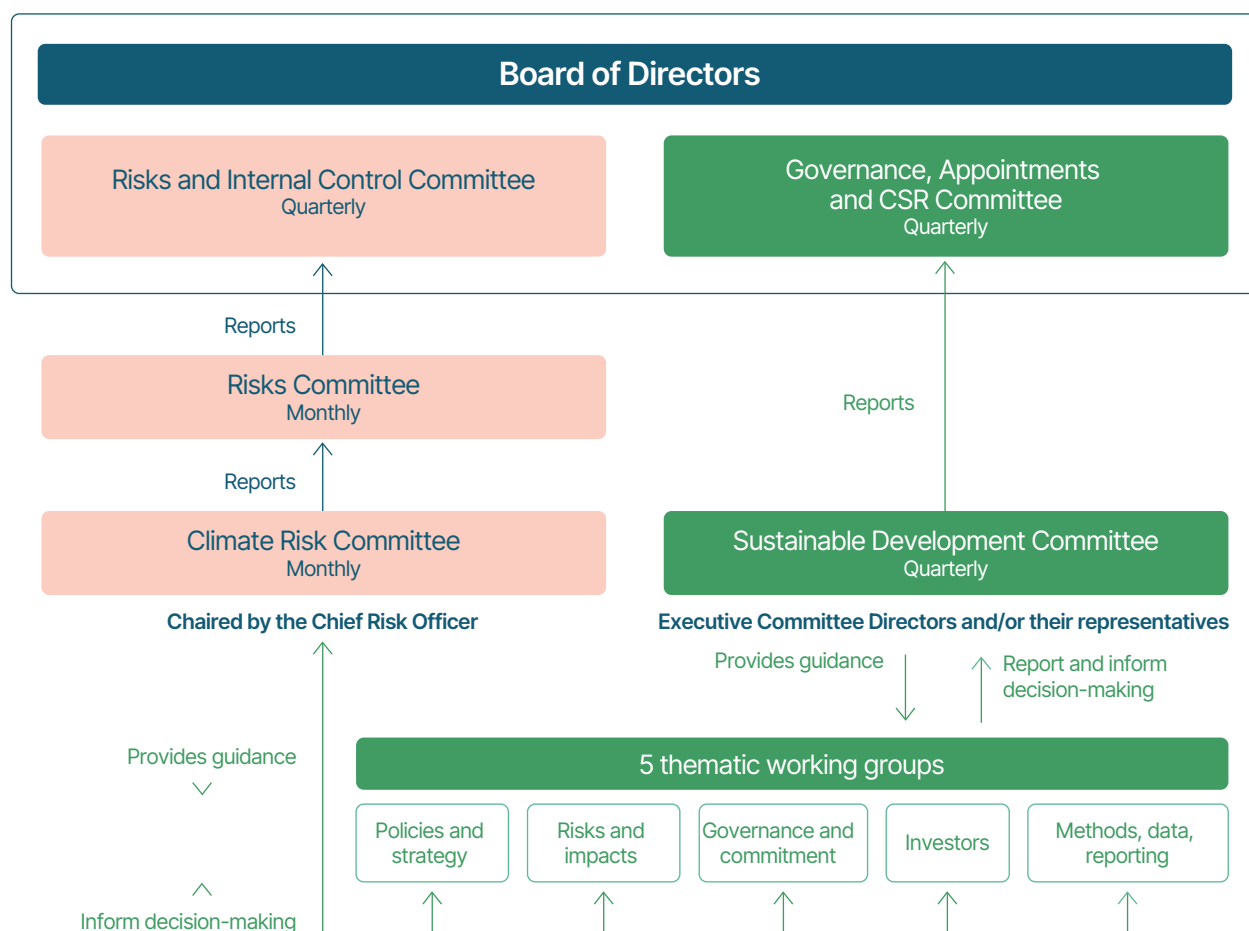 Board of Directors
Risks and Internal Control Committee
Quarterly
Governance, Appointments
and CSR Committee
Quarterly
Reports
Risks Committee
Monthly
Reports
Reports
Climate Risk Committee
Monthly
Sustainable Development Committee
Quarterly
Chaired by the Chief Risk Officer
Executive Committee Directors and/or their representatives
Provides guidance
Report and inform
decision-making
Provides guidance
5 thematic working groups
Policies and
strategy
Risks and
impacts
Governance and
commitment
Investors
Methods, data,
reporting
Inform decision-making